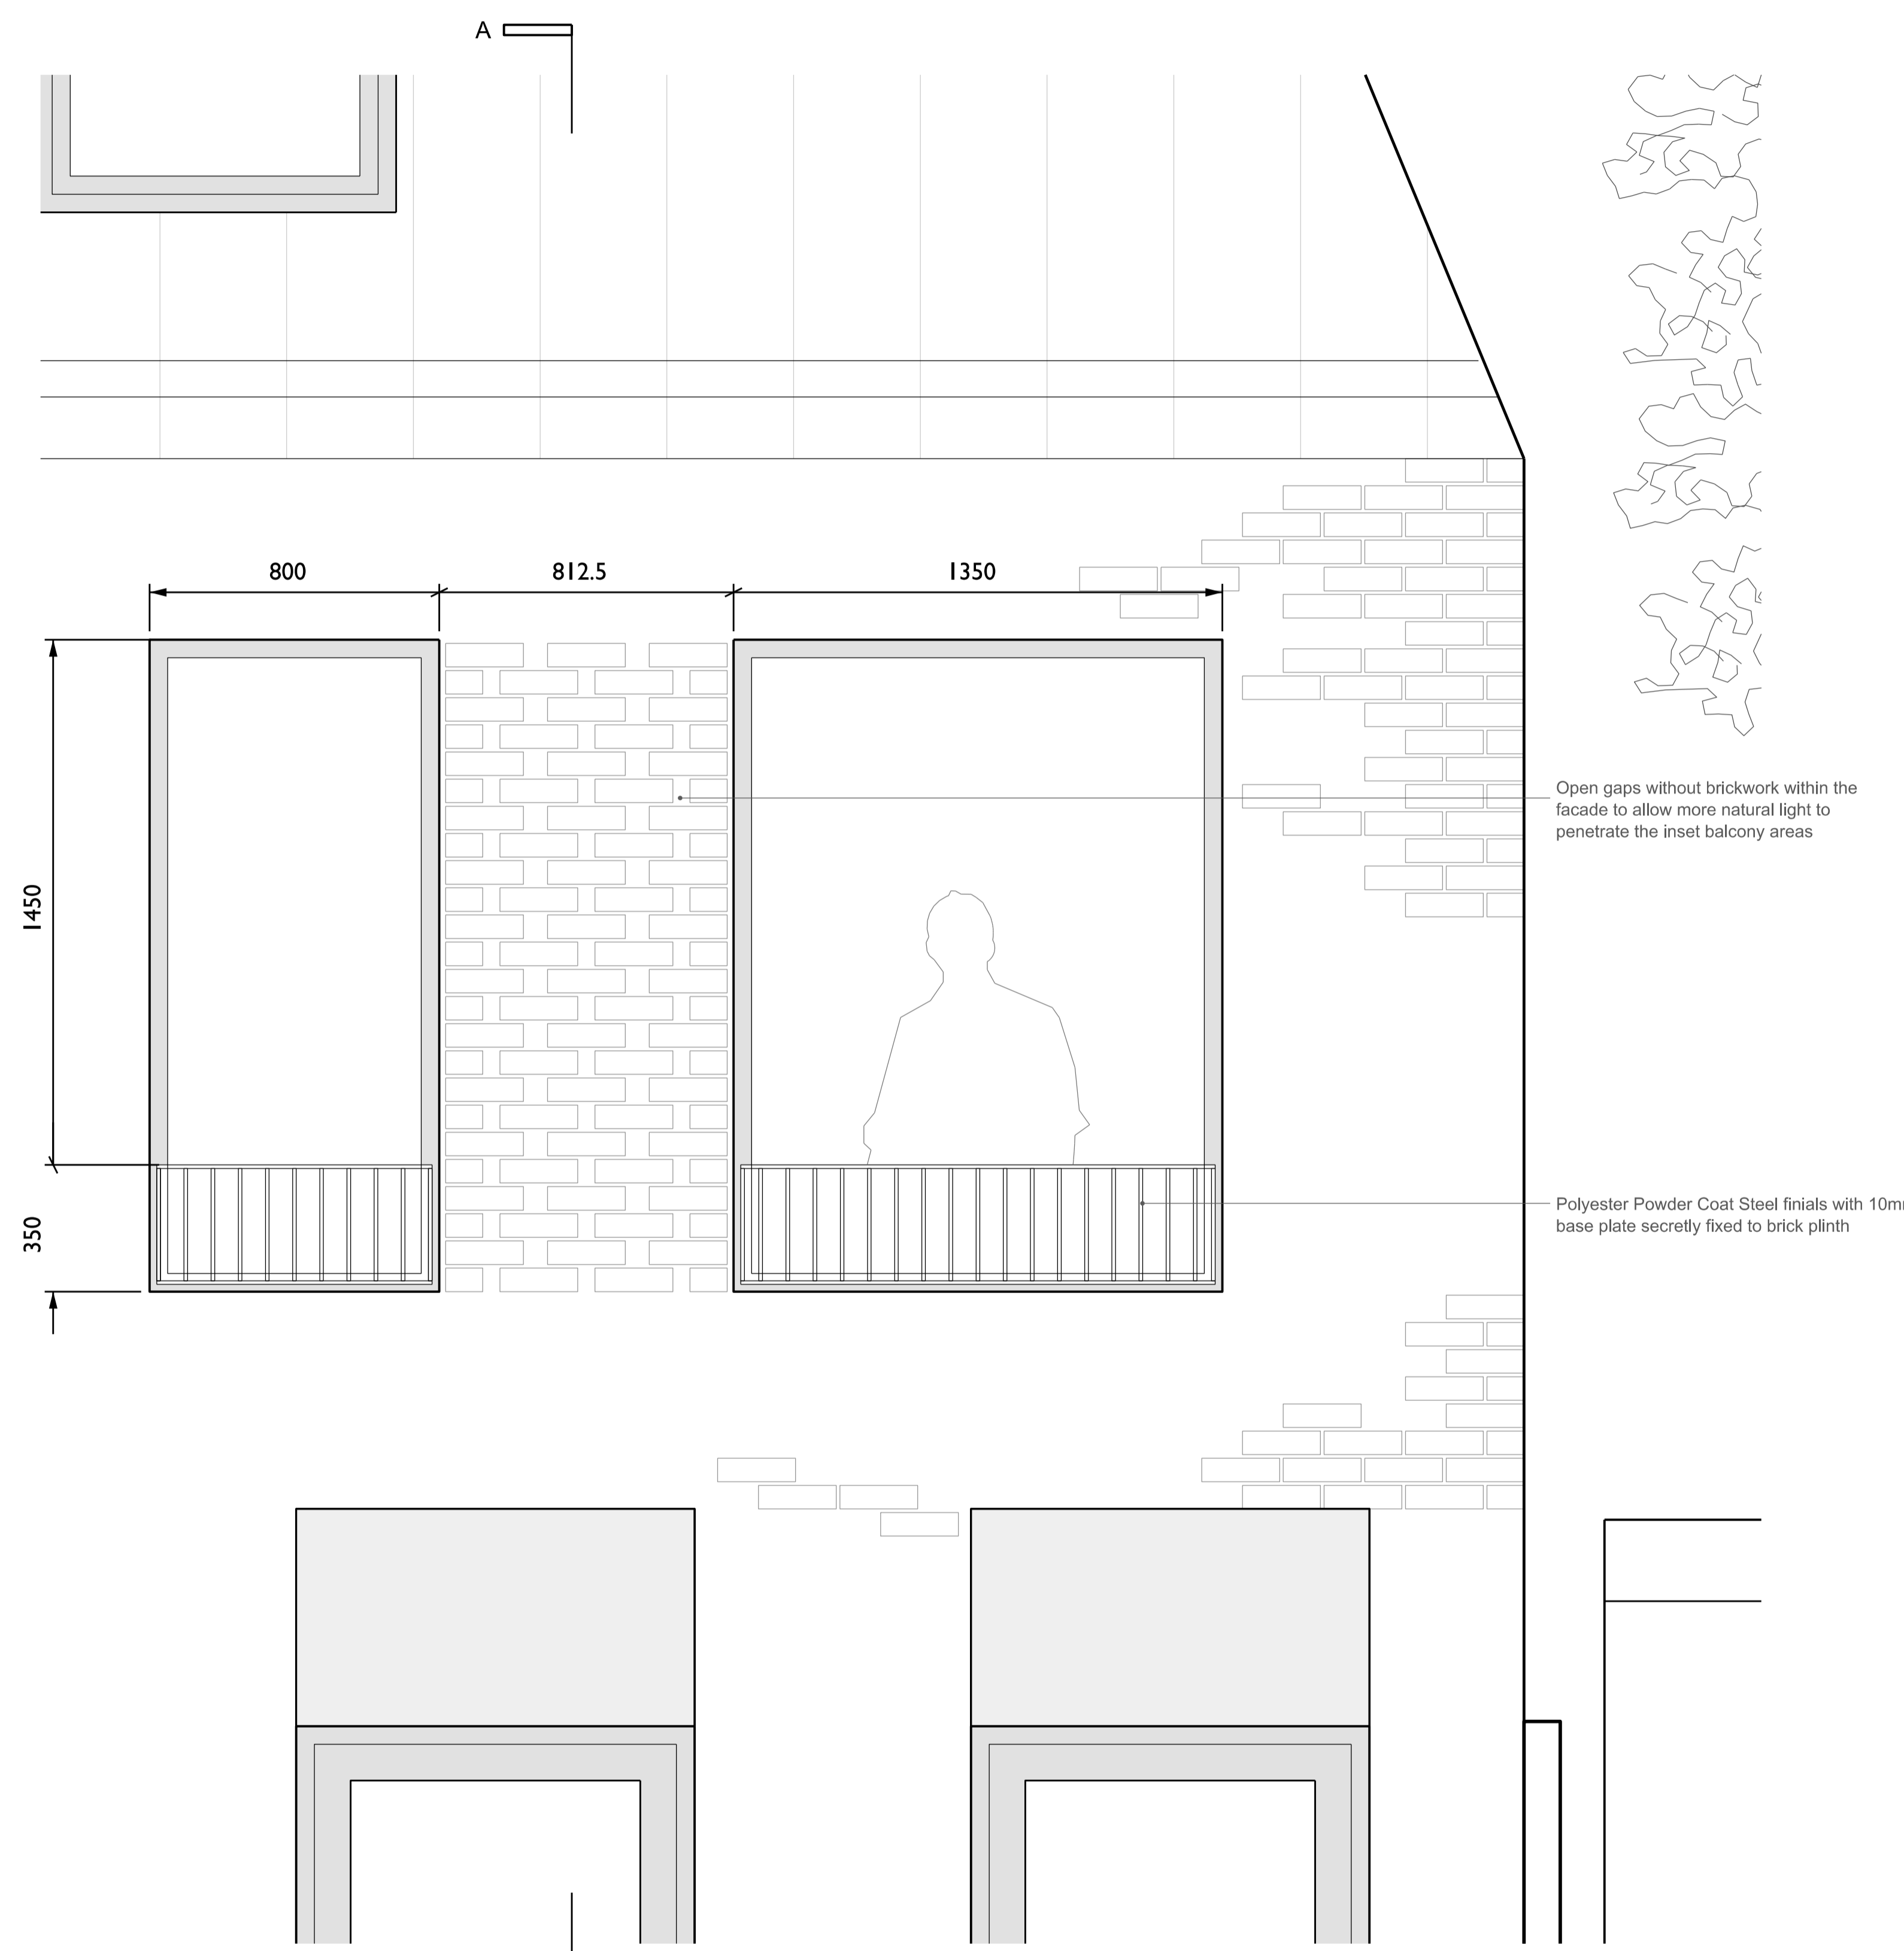 A
800
812.5
1350
1450
350
Open gaps without brickwork within the
facade to allow more natural light to
penetrate the inset balcony areas
Polyester Powder Coat Steel finials with
base plate secretly fixed to brick plinth